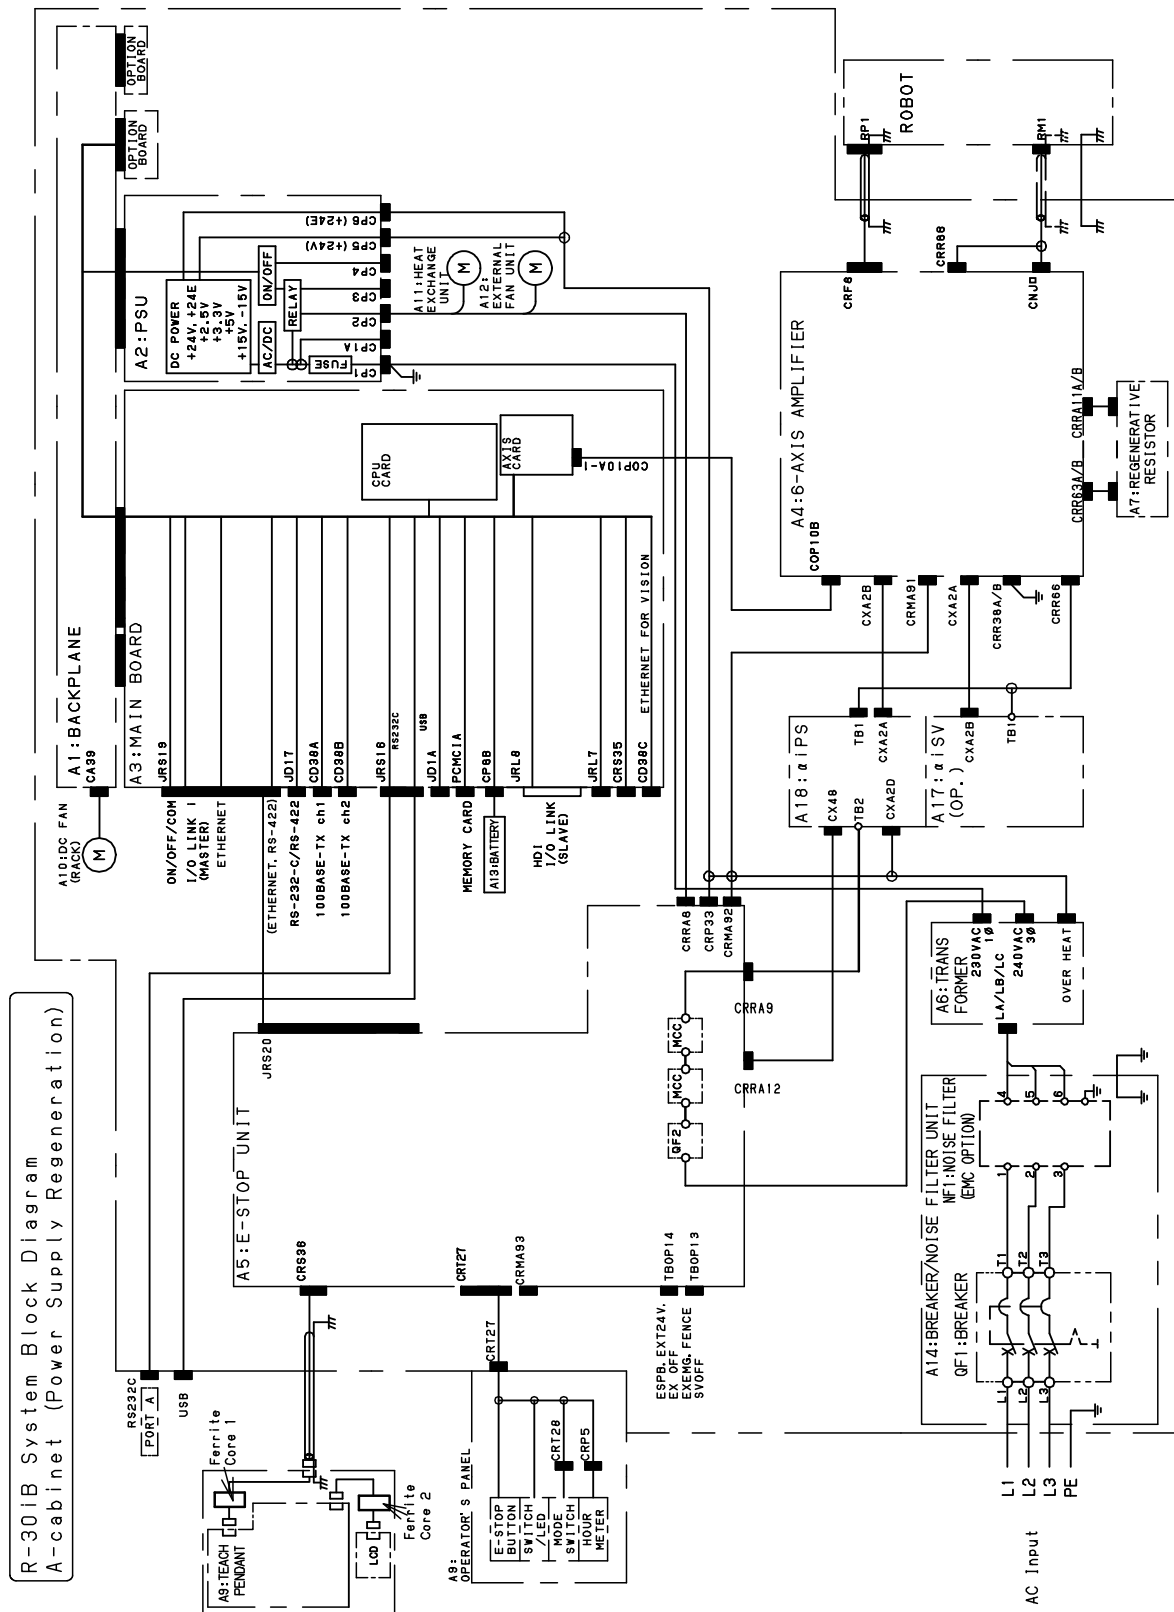 R-30iB System Block Diagram
A-cabinet (Power Supply Regeneration)
A1:BACKPLANE
CA39
A10:DC FAN
(RACK)
M
OPTION
BOARD
OPTION
BOARD
A2:PSU
DC POWER
+24V,+24E
+2.5V
+3.3V
+5V
+15V,-15V
AC/DC
ON/OFF
RELAY
FUSE
CP1
CP1A
CP2
CP3
CP4
CP5(+24V)
CP6(+24E)
A11:HEAT
EXCHANGE
UNIT
M
A12:
EXTERNAL
FAN UNIT
M
A3:MAIN BOARD
CPU
CARD
AXIS
CARD
COP10A-1
JRS19
JD17
CD38A
CD38B
JRS16
RS232C
USB
JD1A
PCMCIA
CP8B
JRL8
JRL7
CRS35
CD38C
ETHERNET FOR VISION
ON/OFF/COM
I/O LINK i
(MASTER)
ETHERNET
(ETHERNET, RS-422)
RS-232-C/RS-422
100BASE-TX ch1
100BASE-TX ch2
MEMORY CARD
A13:BATTERY
HDI
I/O LINK
(SLAVE)
ROBOT
RP1
RM1
A4:6-AXIS AMPLIFIER
CRF8
CRR88
CNJ□
CRR63A/B
CRRA11A/B
A7:REGENERATIVE
RESISTOR
COP10B
CXA2B
CRMA91
CXA2A
CRR38A/B
CRR66
A18:αiPS
TB1
CXA2A
CX48
TB2
CXA2D
A17:αiSV
(OP.)
CXA2B
TB1
A5:E-STOP UNIT
JRS20
CRRA8
CRP33
CRMA92
CRRA9
CRRA12
MCC
MCC
QF2
CRS36
CRT27
CRMA93
TBOP14
TBOP13
ESPB, EXT24V,
EX OFF
EXEMG, FENCE
SVOFF
A6:TRANS
FORMER
230VAC
1Ø
240VAC
3Ø
LA/LB/LC
OVER HEAT
A14:BREAKER/NOISE FILTER UNIT
NF1:NOISE FILTER
(EMC OPTION)
4
5
6
1
2
3
QF1:BREAKER
T1
T2
T3
L1
L2
L3
L1
L2
L3
PE
AC Input
RS232C
PORT A
USB
CRT27
A9:
OPERATOR'S PANEL
CRT28
CRP5
E-STOP
BUTTON
SWITCH
/LED
MODE
SWITCH
HOUR
METER
Ferrite
Core 1
Ferrite
Core 2
A9:TEACH
PENDANT
LCD